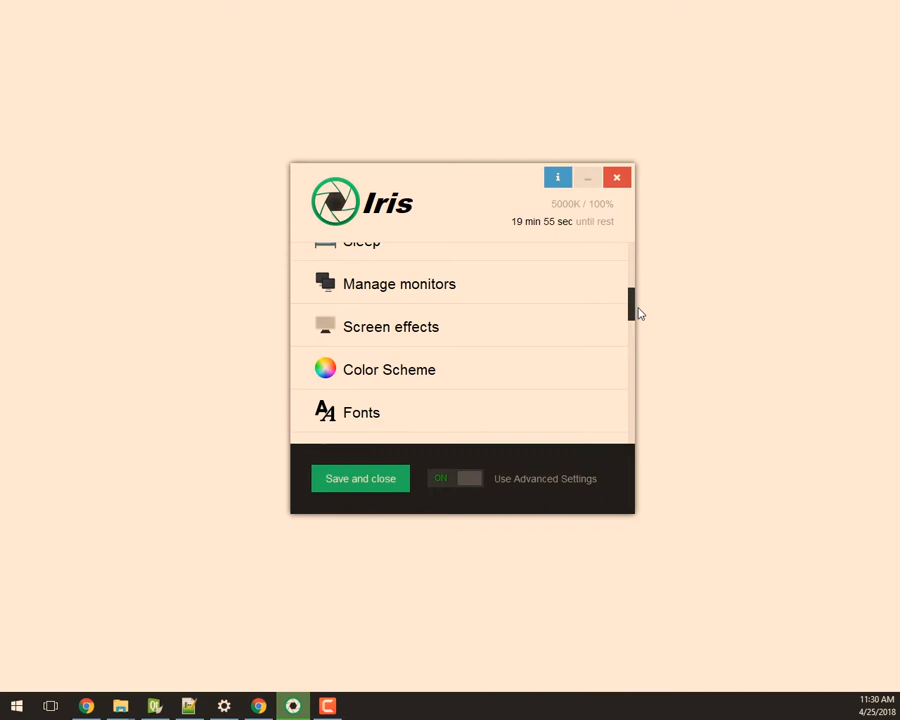 Iris
5000K / 100%
19 min 55 sec until rest
Sleep
Manage monitors
Screen effects
Color Scheme
Fonts
Save and close
ON
Use Advanced Settings
11:30 AM
4/25/2018